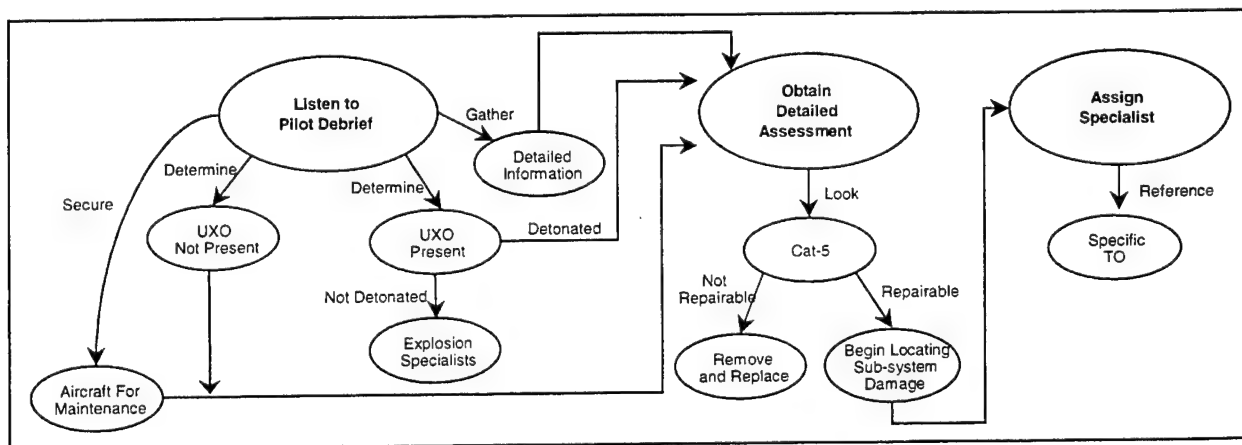 Listen to
Pilot Debrief
Gather
Detailed
Information
Obtain
Detailed
Assessment
Assign
Specialist
Secure
Determine
Determine
UXO
Not Present
UXO
Present
Detonated
Look
Reference
Cat-5
Specific
TO
Not Detonated
Not
Repairable
Repairable
Explosion
Specialists
Aircraft For
Maintenance
Remove
and Replace
Begin Locating
Sub-system
Damage